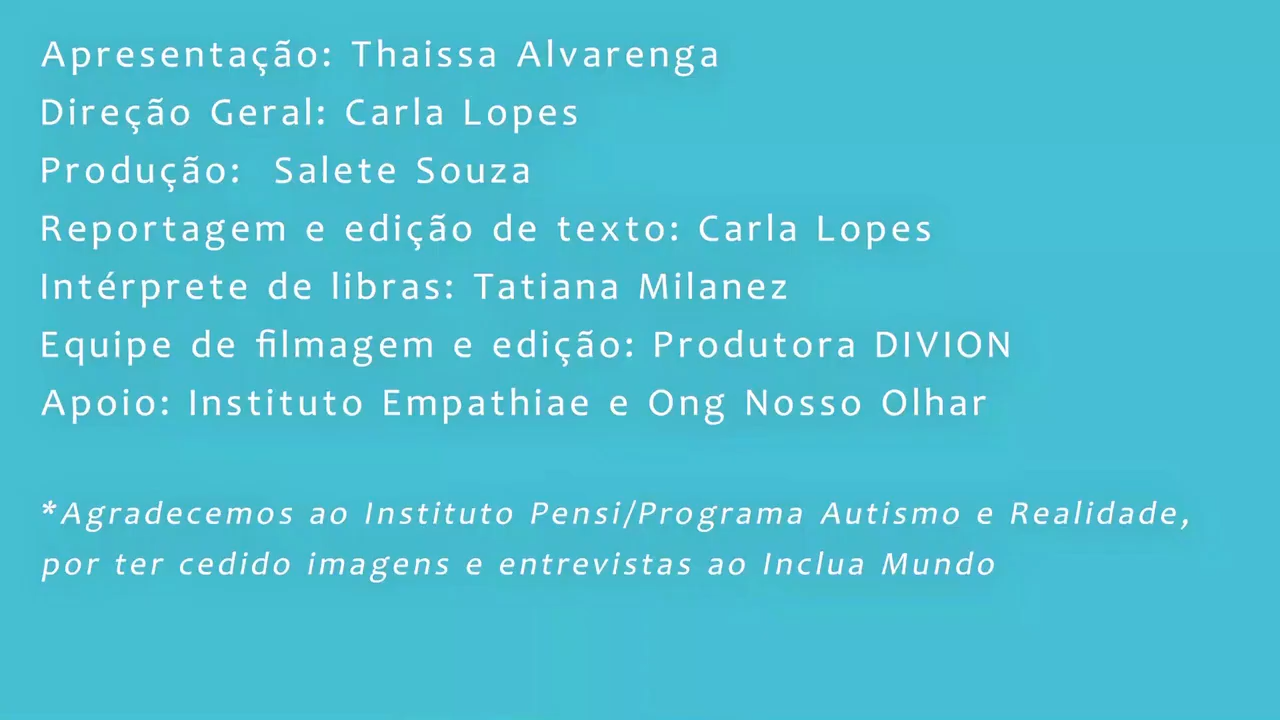 Apresentação: Thaissa Alvarenga
Direção Geral: Carla Lopes
Produção:  Salete Souza
Reportagem e edição de texto: Carla Lopes
Intérprete de libras: Tatiana Milanez
Equipe de filmagem e edição: Produtora DIVION
Apoio: Instituto Empathiae e Ong Nosso Olhar
*Agradecemos ao Instituto Pensi/Programa Autismo e Realidade,
por ter cedido imagens e entrevistas ao Inclua Mundo